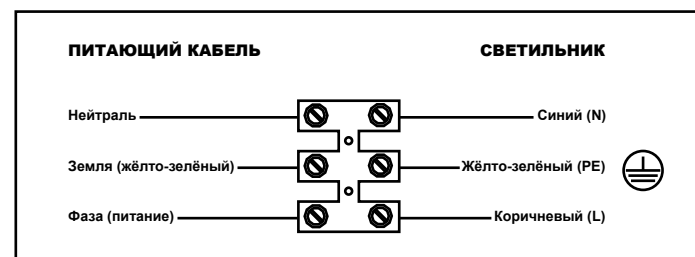 ПИТАЮЩИЙ КАБЕЛЬ СВЕТИЛЬНИК
Нейтраль Синий (N)
Земля (жёлто-зелёный) Жёлто-зелёный (PE)
Фаза (питание) Коричневый (L)